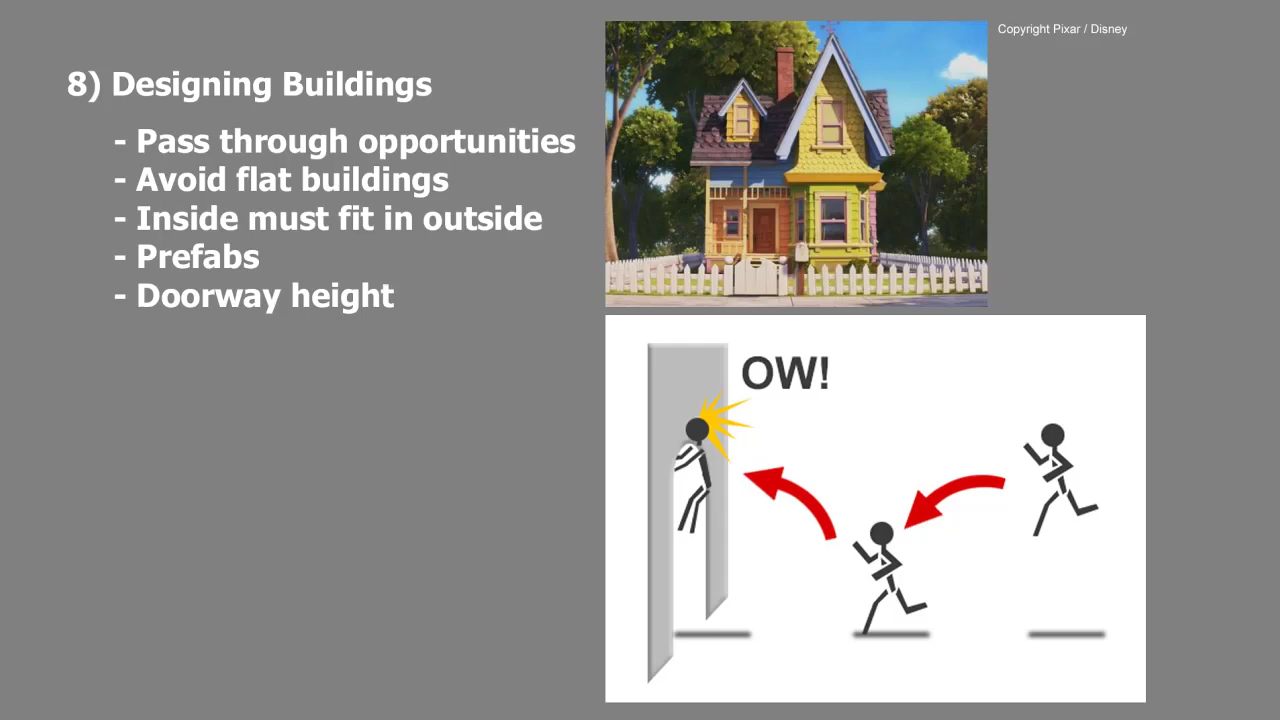 8) Designing Buildings
- Pass through opportunities
- Avoid flat buildings
- Inside must fit in outside
- Prefabs
- Doorway height
Copyright Pixar / Disney
OW!